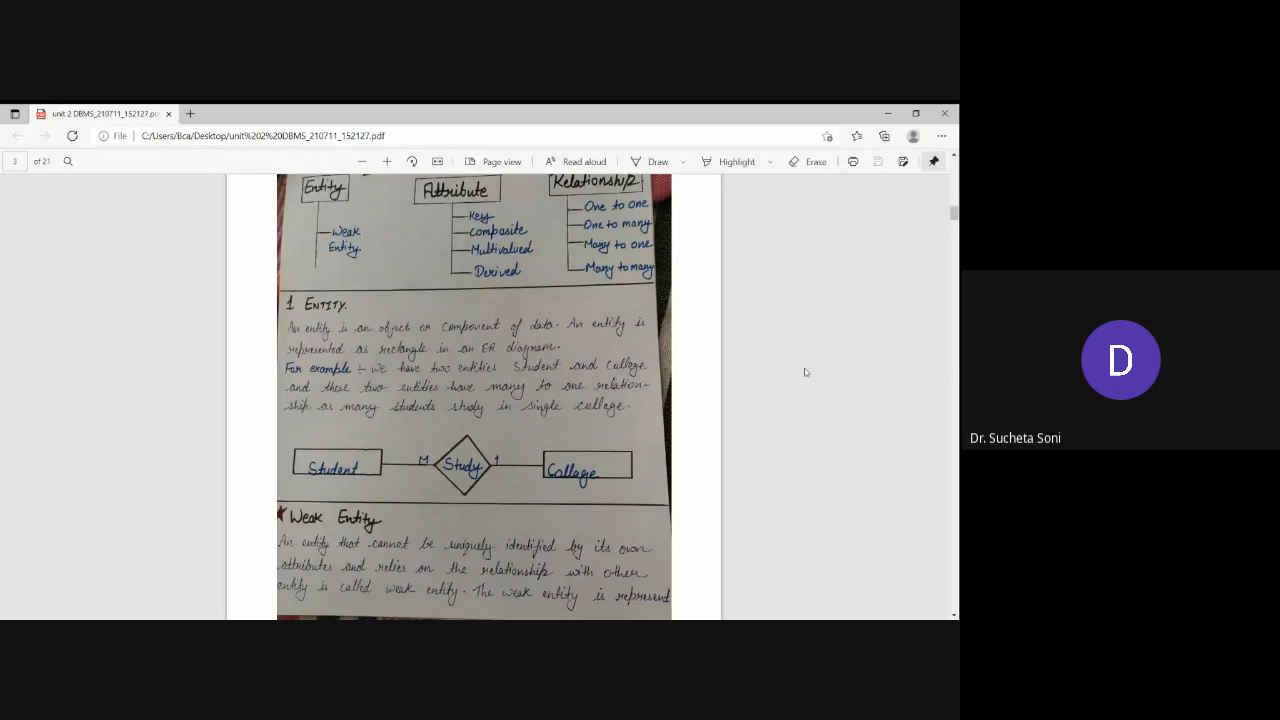 unit 2 DBMS_210711_152127.pd
File
C:/Users/Bca/Desktop/unit%202%20DBMS_210711_152127.pdf
3 of 21
Page view
Read aloud
Draw
Highlight
Erase
Entity
Attribute
Relationship
Weak
Entity
Key
Composite
Multivalued
Derived
One to one
One to many
Many to one
Many to many
1 ENTITY.
An entity is an object or component of data. An entity is
represented as rectangle in an ER diagram.
For example :- We have two entities Student and College
and these two entities have many to one relation-
ship as many students study in single college.
Student
M
Study
1
College
Weak Entity
An entity that cannot be uniquely identified by its own
attributes and relies on the relationship with other
entity is called weak entity. The weak entity is represent
D
Dr. Sucheta Soni